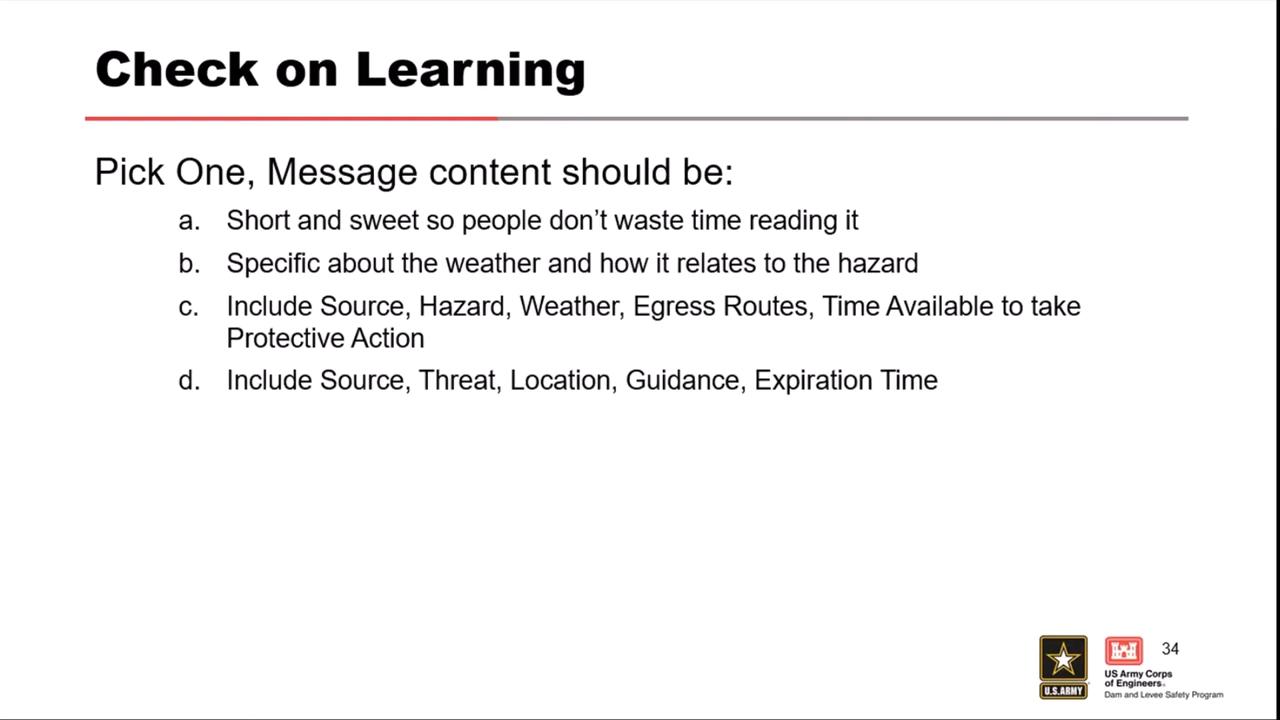 Check on Learning
Pick One, Message content should be:
a. Short and sweet so people don’t waste time reading it
b. Specific about the weather and how it relates to the hazard
c. Include Source, Hazard, Weather, Egress Routes, Time Available to take
Protective Action
d. Include Source, Threat, Location, Guidance, Expiration Time
34
U.S.ARMY
US Army Corps
of Engineers®
Dam and Levee Safety Program